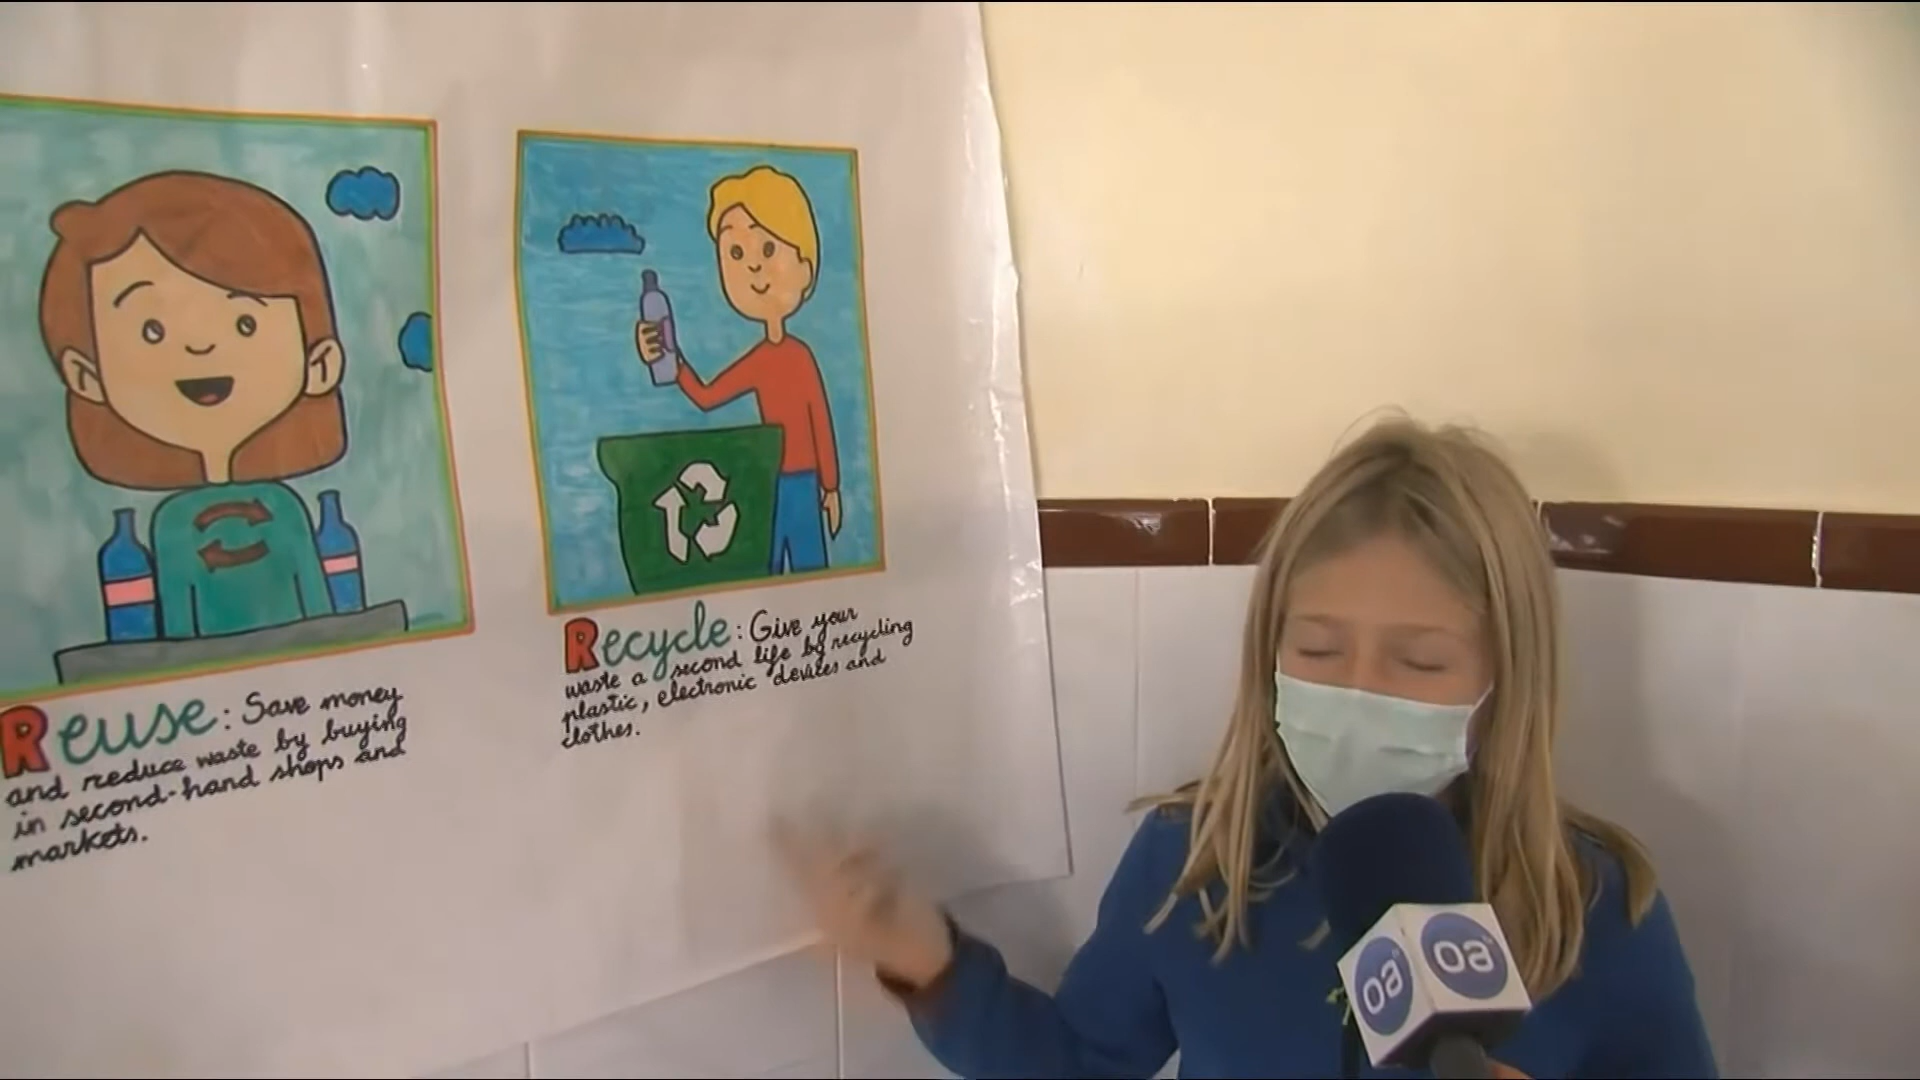 Reuse: Save money
and reduce waste by buying
in second-hand shops and
markets.
Recycle: Give your
waste a second life by recycling
plastic, electronic devices and
clothes.
oa
oa